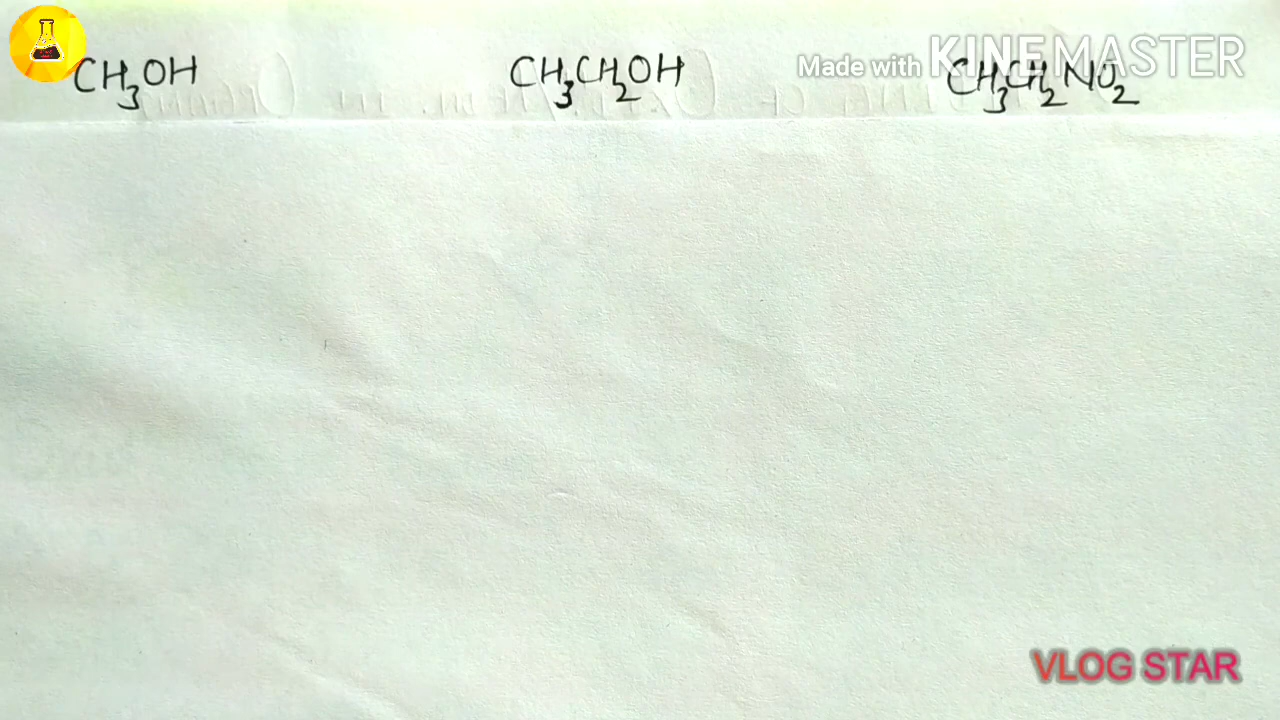 CH₃OH CH₃CH₂OH CH₃CH₂NO₂
Made with KINEMASTER
VLOG STAR